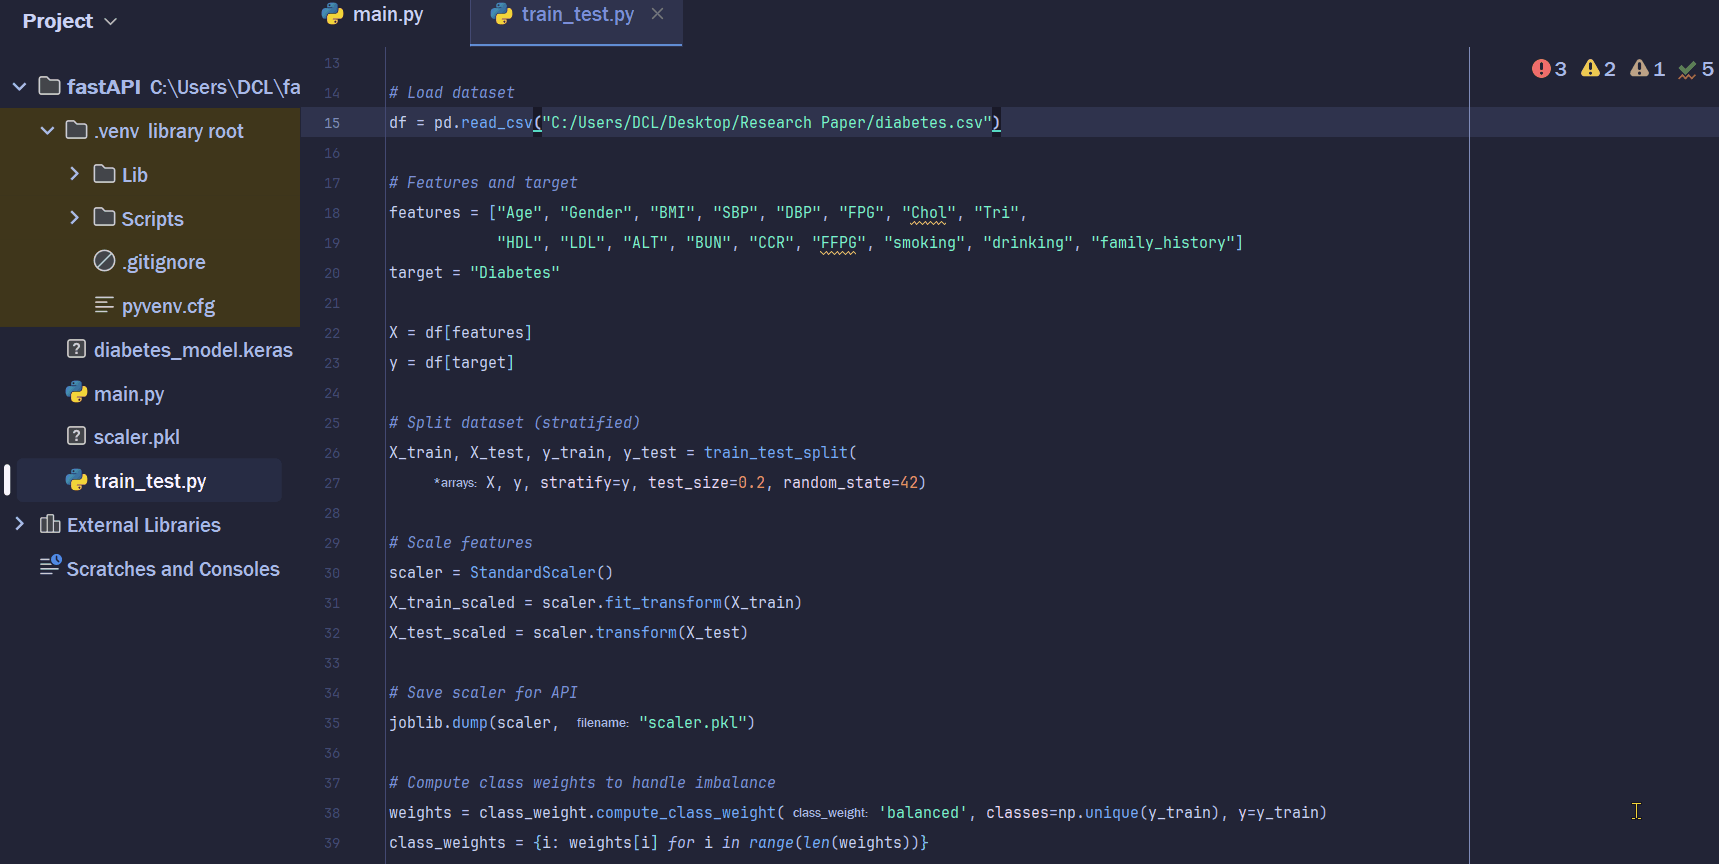 Project
main.py
train_test.py
fastAPI C:\Users\DCL\fa
.venv library root
Lib
Scripts
.gitignore
pyvenv.cfg
diabetes_model.keras
main.py
scaler.pkl
train_test.py
External Libraries
Scratches and Consoles
3 2 1 5
13
14 # Load dataset
15 df = pd.read_csv("C:/Users/DCL/Desktop/Research Paper/diabetes.csv")
16
17 # Features and target
18 features = ["Age", "Gender", "BMI", "SBP", "DBP", "FPG", "Chol", "Tri",
19 "HDL", "LDL", "ALT", "BUN", "CCR", "FFPG", "smoking", "drinking", "family_history"]
20 target = "Diabetes"
21
22 X = df[features]
23 y = df[target]
24
25 # Split dataset (stratified)
26 X_train, X_test, y_train, y_test = train_test_split(
27 *arrays: X, y, stratify=y, test_size=0.2, random_state=42)
28
29 # Scale features
30 scaler = StandardScaler()
31 X_train_scaled = scaler.fit_transform(X_train)
32 X_test_scaled = scaler.transform(X_test)
33
34 # Save scaler for API
35 joblib.dump(scaler, filename: "scaler.pkl")
36
37 # Compute class weights to handle imbalance
38 weights = class_weight.compute_class_weight( class_weight: 'balanced', classes=np.unique(y_train), y=y_train)
39 class_weights = {i: weights[i] for i in range(len(weights))}